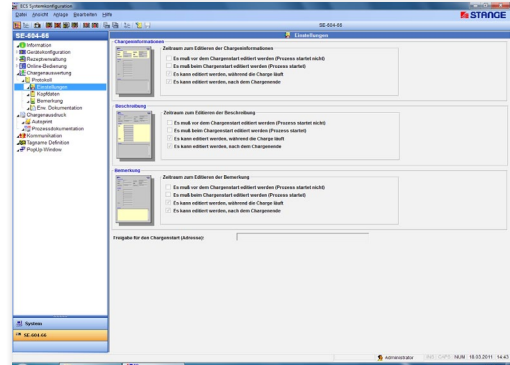 ECS Systemkonfiguration
Datei Ansicht Anlage Bearbeiten Hilfe
STANGE
SE-604-66
SE-604-66
Einstellungen
Information
Gerätekonfiguration
Rezeptverwaltung
Online-Bedienung
Chargenauswertung
Protokoll
Einstellungen
Kopfdaten
Bemerkung
Erw. Dokumentation
Chargenausdruck
Autoprint
Prozessdokumentation
Kommunikation
Tagname Definition
PopUp Window
Chargeninformationen
Zeitraum zum Editieren der Chargeninformationen
Es muß vor dem Chargenstart editiert werden (Prozess startet nicht)
Es muß beim Chargenstart editiert werden (Prozess startet)
Es kann editiert werden, während die Charge läuft
Es kann editiert werden, nach dem Chargenende
Beschreibung
Zeitraum zum Editieren der Beschreibung
Es muß vor dem Chargenstart editiert werden (Prozess startet nicht)
Es muß beim Chargenstart editiert werden (Prozess startet)
Es kann editiert werden, während die Charge läuft
Es kann editiert werden, nach dem Chargenende
Bemerkung
Zeitraum zum Editieren der Bemerkung
Es muß vor dem Chargenstart editiert werden (Prozess startet nicht)
Es muß beim Chargenstart editiert werden (Prozess startet)
Es kann editiert werden, während die Charge läuft
Es kann editiert werden, nach dem Chargenende
Freigabe für den Chargenstart (Adresse):
System
SE-604-66
Administrator
CAPS NUM 18.03.2011 14:43